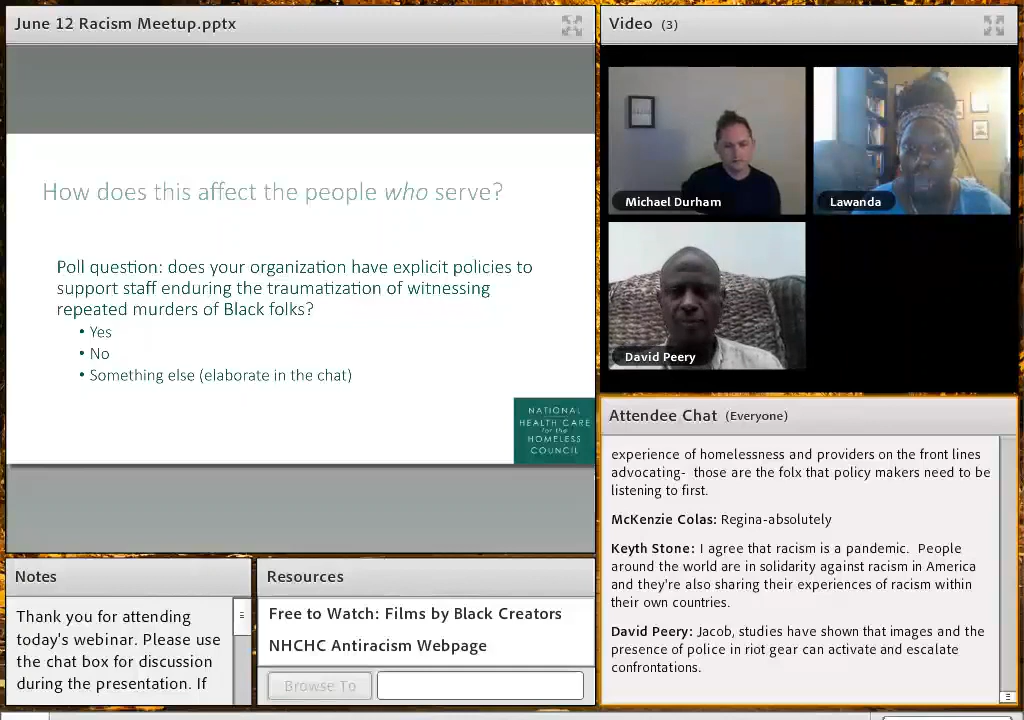 June 12 Racism Meetup.pptx
How does this affect the people who serve?
Poll question: does your organization have explicit policies to
support staff enduring the traumatization of witnessing
repeated murders of Black folks?
• Yes
• No
• Something else (elaborate in the chat)
NATIONAL
HEALTH CARE
for the
HOMELESS
COUNCIL
Video (3)
Michael Durham
Lawanda
David Peery
Attendee Chat (Everyone)
experience of homelessness and providers on the front lines
advocating- those are the folx that policy makers need to be
listening to first.
McKenzie Colas: Regina-absolutely
Keyth Stone: I agree that racism is a pandemic. People
around the world are in solidarity against racism in America
and they're also sharing their experiences of racism within
their own countries.
David Peery: Jacob, studies have shown that images and the
presence of police in riot gear can activate and escalate
confrontations.
Notes
Thank you for attending
today's webinar. Please use
the chat box for discussion
during the presentation. If
Resources
Free to Watch: Films by Black Creators
NHCHC Antiracism Webpage
Browse To